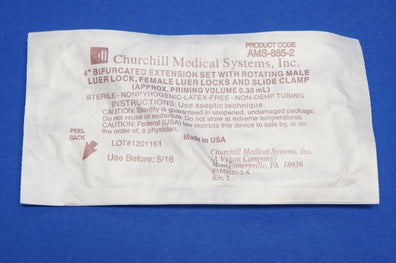 PRODUCT CODE
AMS-885-2
Churchill Medical Systems, Inc.
4" BIFURCATED EXTENSION SET WITH ROTATING MALE
LUER LOCK, FEMALE LUER LOCKS AND SLIDE CLAMP
(APPROX. PRIMING VOLUME 0.30 mL)
STERILE- NONPYROGENIC-LATEX-FREE - NON-DEHP TUBING
INSTRUCTIONS: Use aseptic technique.
CAUTION: Sterility is guaranteed in unopened, undamaged package.
Do not reuse or resterilize. Do not store at extreme temperatures.
CAUTION: Federal (USA) law restricts this device to sale by, or on
the order of, a physician.
PEEL
BACK
Made in USA
LOT#1201161
Use Before: 5/16
Churchill Medical Systems, Inc.
(A Vygon Company)
Montgomeryville, PA 18936
Rev.